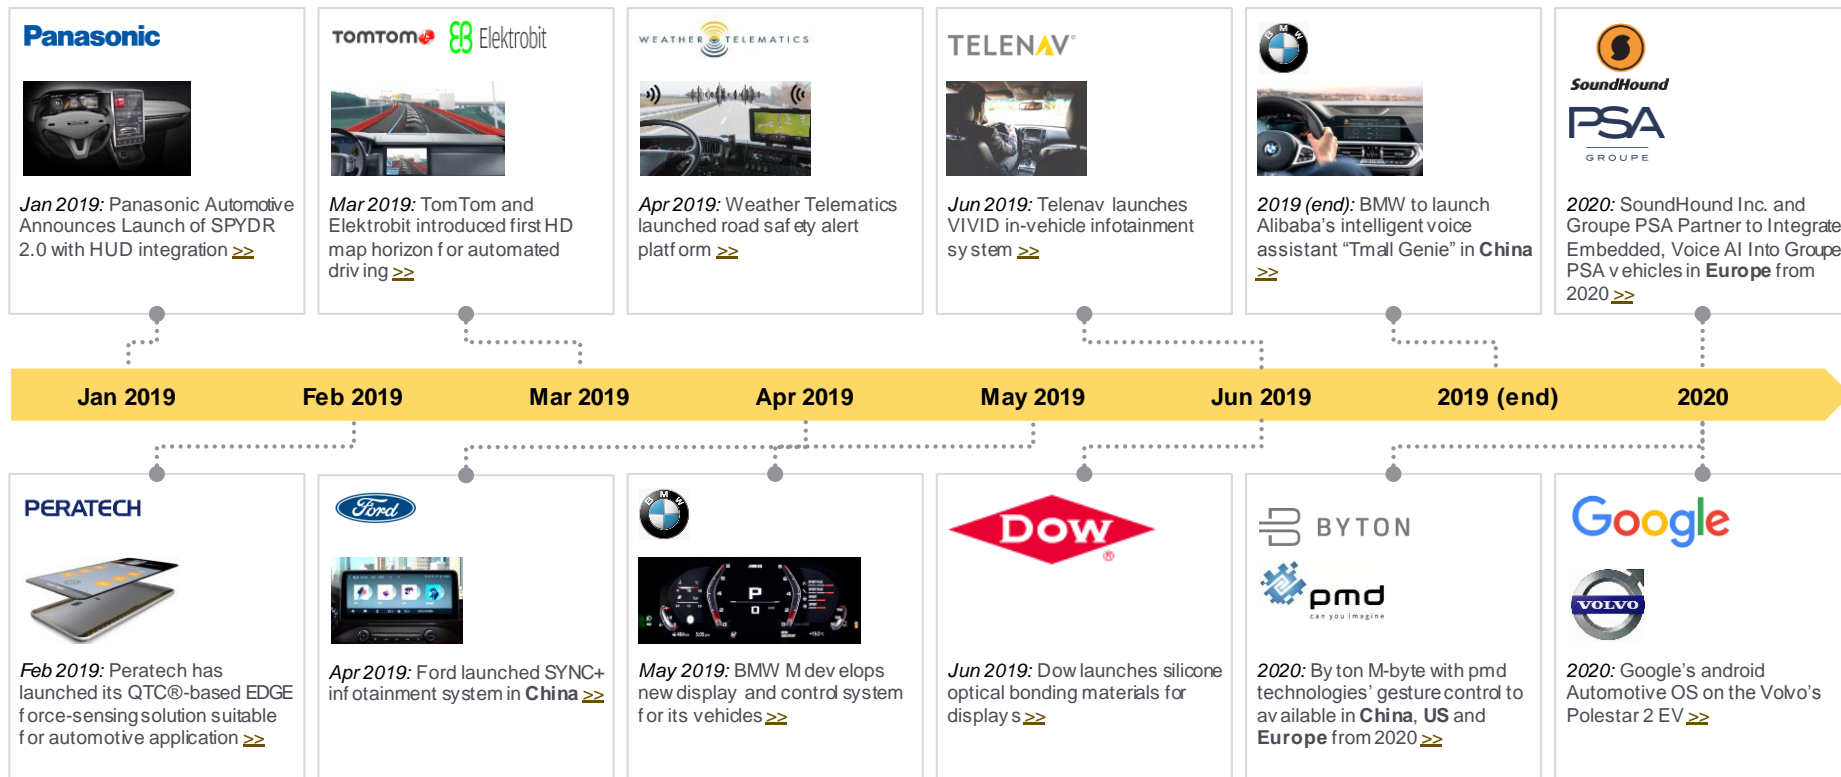 Panasonic
Jan 2019: Panasonic Automotive
Announces Launch of SPYDR
2.0 with HUD integration >>
TOMTOM Elektrobit
Mar 2019: TomTom and
Elektrobit introduced first HD
map horizon for automated
driving >>
WEATHER TELEMATICS
Apr 2019: Weather Telematics
launched road safety alert
platform >>
TELENAV
Jun 2019: Telenav launches
VIVID in-vehicle infotainment
system >>
BMW
2019 (end): BMW to launch
Alibaba’s intelligent voice
assistant “Tmall Genie” in China
>>
SoundHound
PSA
GROUPE
2020: SoundHound Inc. and
Groupe PSA Partner to Integrate
Embedded, Voice AI Into Groupe
PSA vehicles in Europe from
2020 >>
Jan 2019 Feb 2019 Mar 2019 Apr 2019 May 2019 Jun 2019 2019 (end) 2020
PERATECH
Feb 2019: Peratech has
launched its QTC®-based EDGE
force-sensing solution suitable
for automotive application >>
Ford
Apr 2019: Ford launched SYNC+
infotainment system in China >>
BMW
P
0
May 2019: BMW M develops
new display and control system
for its vehicles >>
DOW
®
Jun 2019: Dow launches silicone
optical bonding materials for
displays >>
BYTON
pmd
can you imagine
2020: Byton M-byte with pmd
technologies’ gesture control to
available in China, US and
Europe from 2020 >>
Google
VOLVO
2020: Google’s android
Automotive OS on the Volvo’s
Polestar 2 EV >>